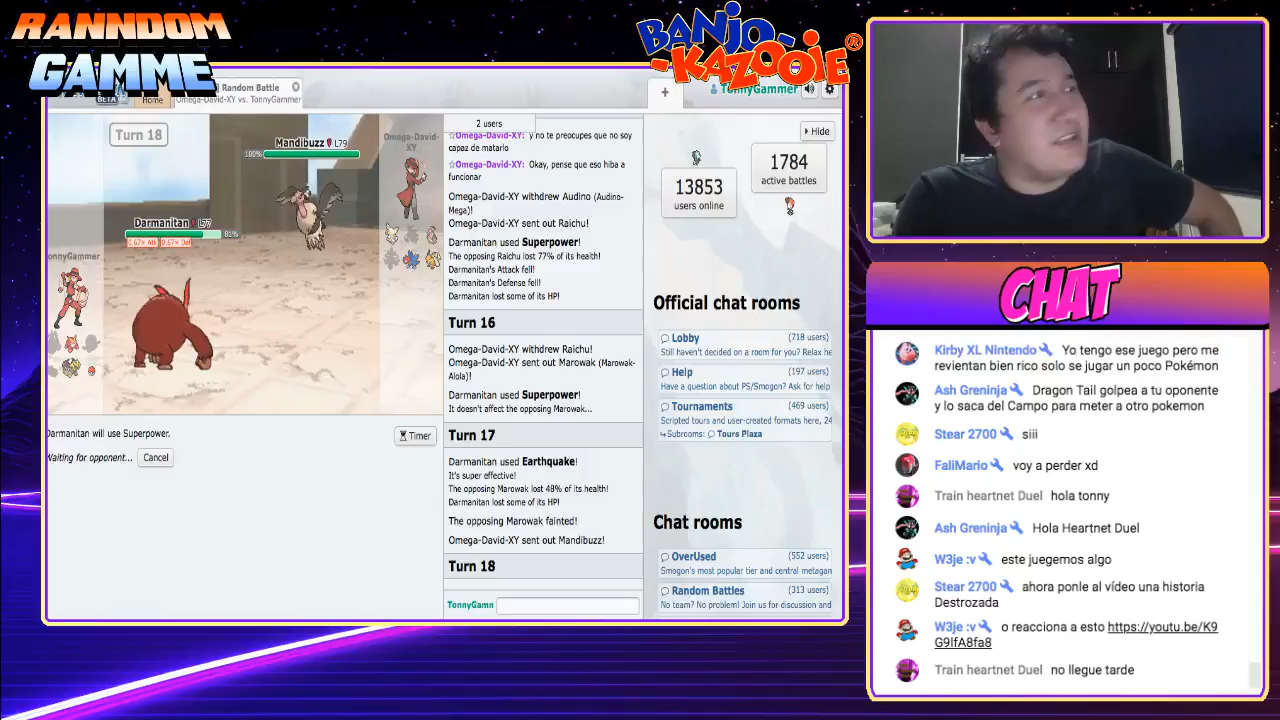 RANNDOM
GAMME
BANJO-
-KAZOOIE®
BETA
Home
Random Battle
Omega-David-XY vs. TonnyGammer
TonnyGammer
Turn 18
Mandibuzz L79
100%
Darmanitan L77
81%
0.67× Atk 0.67× Def
Omega-David-
XY
TonnyGammer
Darmanitan will use Superpower.
Waiting for opponent...
Cancel
Timer
2 users
☆Omega-David-XY: y no te preocupes que no soy
capaz de matarlo
☆Omega-David-XY: Okay, pense que eso hiba a
funcionar
Omega-David-XY withdrew Audino (Audino-
Mega)!
Omega-David-XY sent out Raichu!
Darmanitan used Superpower!
The opposing Raichu lost 77% of its health!
Darmanitan's Attack fell!
Darmanitan's Defense fell!
Darmanitan lost some of its HP!
Turn 16
Omega-David-XY withdrew Raichu!
Omega-David-XY sent out Marowak (Marowak-
Alola)!
Darmanitan used Superpower!
It doesn't affect the opposing Marowak...
Turn 17
Darmanitan used Earthquake!
It's super effective!
The opposing Marowak lost 48% of its health!
Darmanitan lost some of its HP!
The opposing Marowak fainted!
Omega-David-XY sent out Mandibuzz!
Turn 18
TonnyGamn
+
Hide
13853
users online
1784
active battles
Official chat rooms
Lobby (718 users)
Still haven't decided on a room for you? Relax he
Help (197 users)
Have a question about PS/Smogon? Ask for help
Tournaments (469 users)
Scripted tours and user-created formats here, 24
Subrooms: Tours Plaza
Chat rooms
OverUsed (552 users)
Smogon's most popular tier and central metagan
Random Battles (313 users)
No team? No problem! Join us for discussion and
CHAT
Kirby XL Nintendo Yo tengo ese juego pero me
revientan bien rico solo se jugar un poco Pokémon
Ash Greninja Dragon Tail golpea a tu oponente
y lo saca del Campo para meter a otro pokemon
Stear 2700 siii
FaliMario voy a perder xd
Train heartnet Duel hola tonny
Ash Greninja Hola Heartnet Duel
W3je :v este juegemos algo
Stear 2700 ahora ponle al vídeo una historia
Destrozada
W3je :v o reacciona a esto https://youtu.be/K9
G9lfA8fa8
Train heartnet Duel no llegue tarde